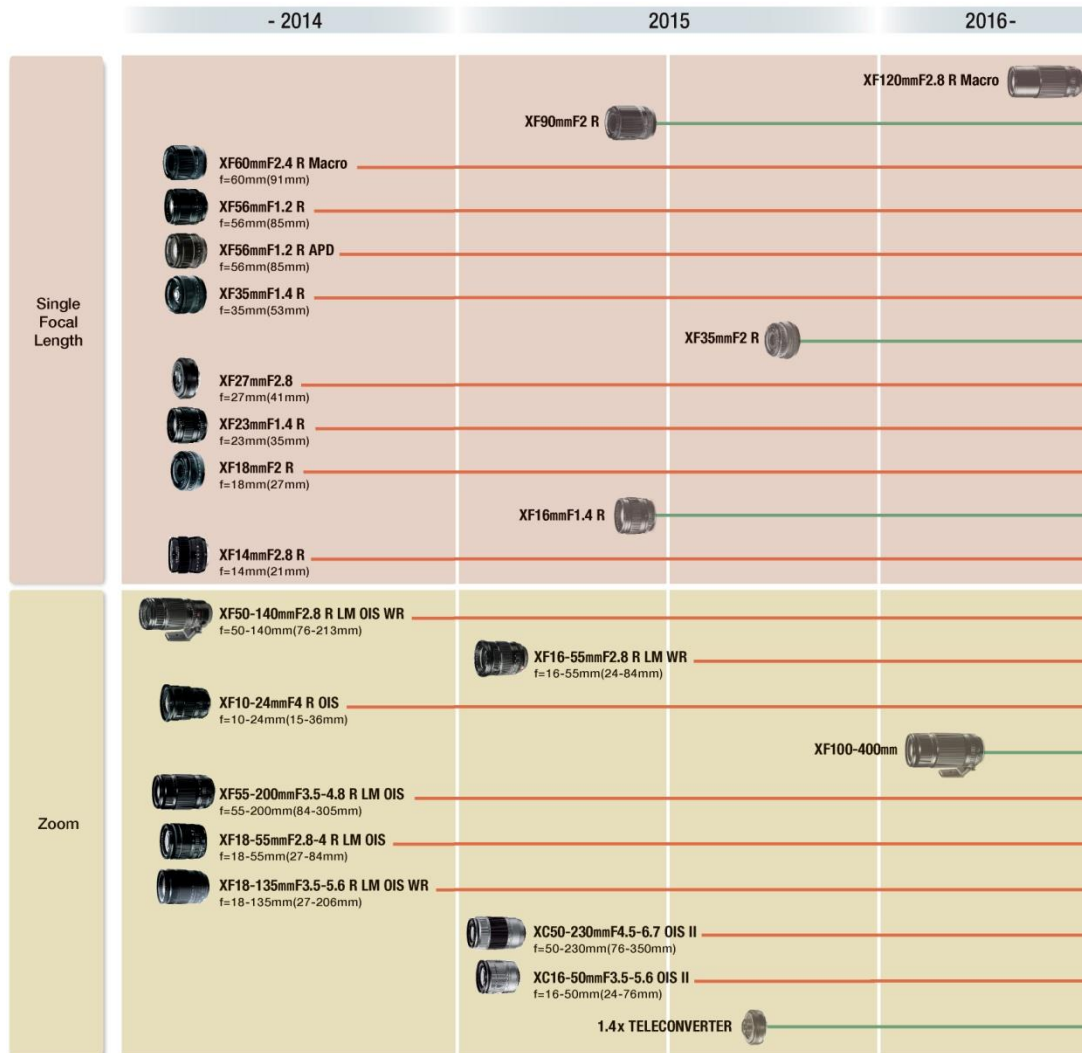 - 2014
2015
2016-
Single
Focal
Length
XF120mmF2.8 R Macro
XF90mmF2 R
XF60mmF2.4 R Macro
f=60mm(91mm)
XF56mmF1.2 R
f=56mm(85mm)
XF56mmF1.2 R APD
f=56mm(85mm)
XF35mmF1.4 R
f=35mm(53mm)
XF35mmF2 R
XF27mmF2.8
f=27mm(41mm)
XF23mmF1.4 R
f=23mm(35mm)
XF18mmF2 R
f=18mm(27mm)
XF16mmF1.4 R
XF14mmF2.8 R
f=14mm(21mm)
Zoom
XF50-140mmF2.8 R LM OIS WR
f=50-140mm(76-213mm)
XF16-55mmF2.8 R LM WR
f=16-55mm(24-84mm)
XF10-24mmF4 R OIS
f=10-24mm(15-36mm)
XF100-400mm
XF55-200mmF3.5-4.8 R LM OIS
f=55-200mm(84-305mm)
XF18-55mmF2.8-4 R LM OIS
f=18-55mm(27-84mm)
XF18-135mmF3.5-5.6 R LM OIS WR
f=18-135mm(27-206mm)
XC50-230mmF4.5-6.7 OIS II
f=50-230mm(76-350mm)
XC16-50mmF3.5-5.6 OIS II
f=16-50mm(24-76mm)
1.4x TELECONVERTER